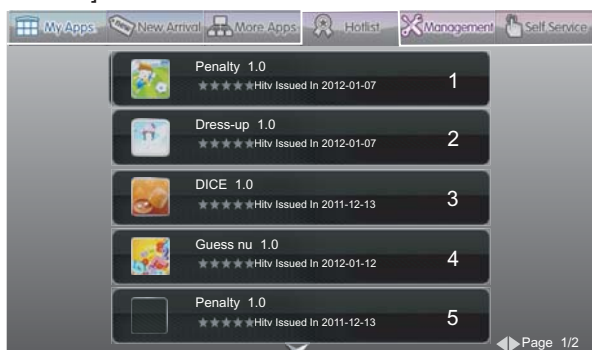 My Apps New Arrival More Apps Hotlist Management Self Service
Penalty 1.0
Hitv Issued In 2012-01-07 1
Dress-up 1.0
Hitv Issued In 2012-01-07 2
DICE 1.0
Hitv Issued In 2011-12-13 3
Guess nu 1.0
Hitv Issued In 2012-01-12 4
Penalty 1.0
Hitv Issued In 2011-12-13 5
Page 1/2